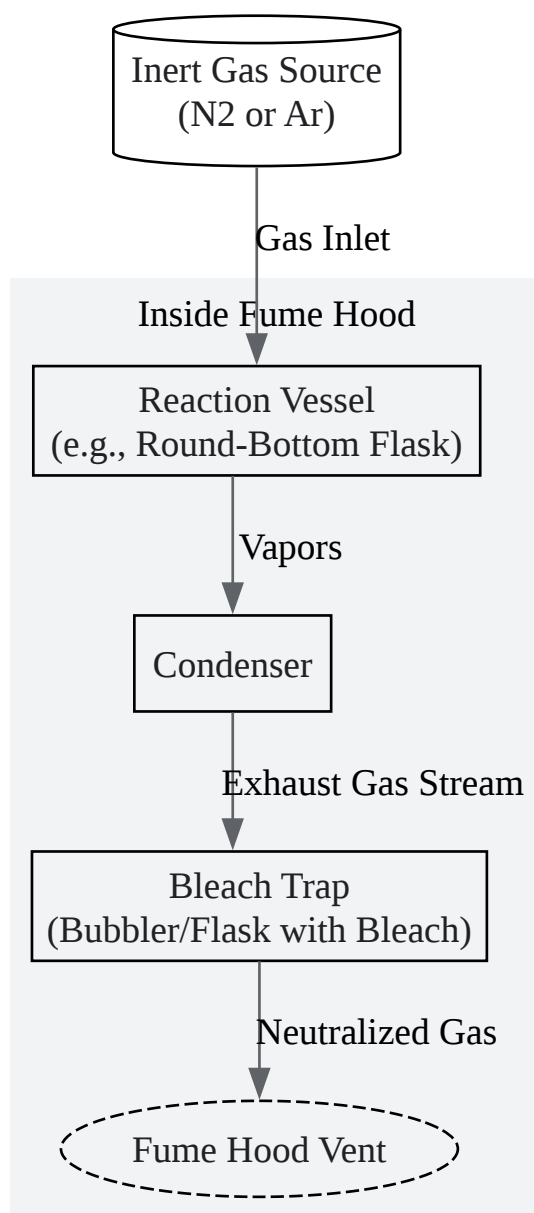 Inert Gas Source
(N2 or Ar)
Gas Inlet
Inside Fume Hood
Reaction Vessel
(e.g., Round-Bottom Flask)
Vapors
Condenser
Exhaust Gas Stream
Bleach Trap
(Bubbler/Flask with Bleach)
Neutralized Gas
Fume Hood Vent